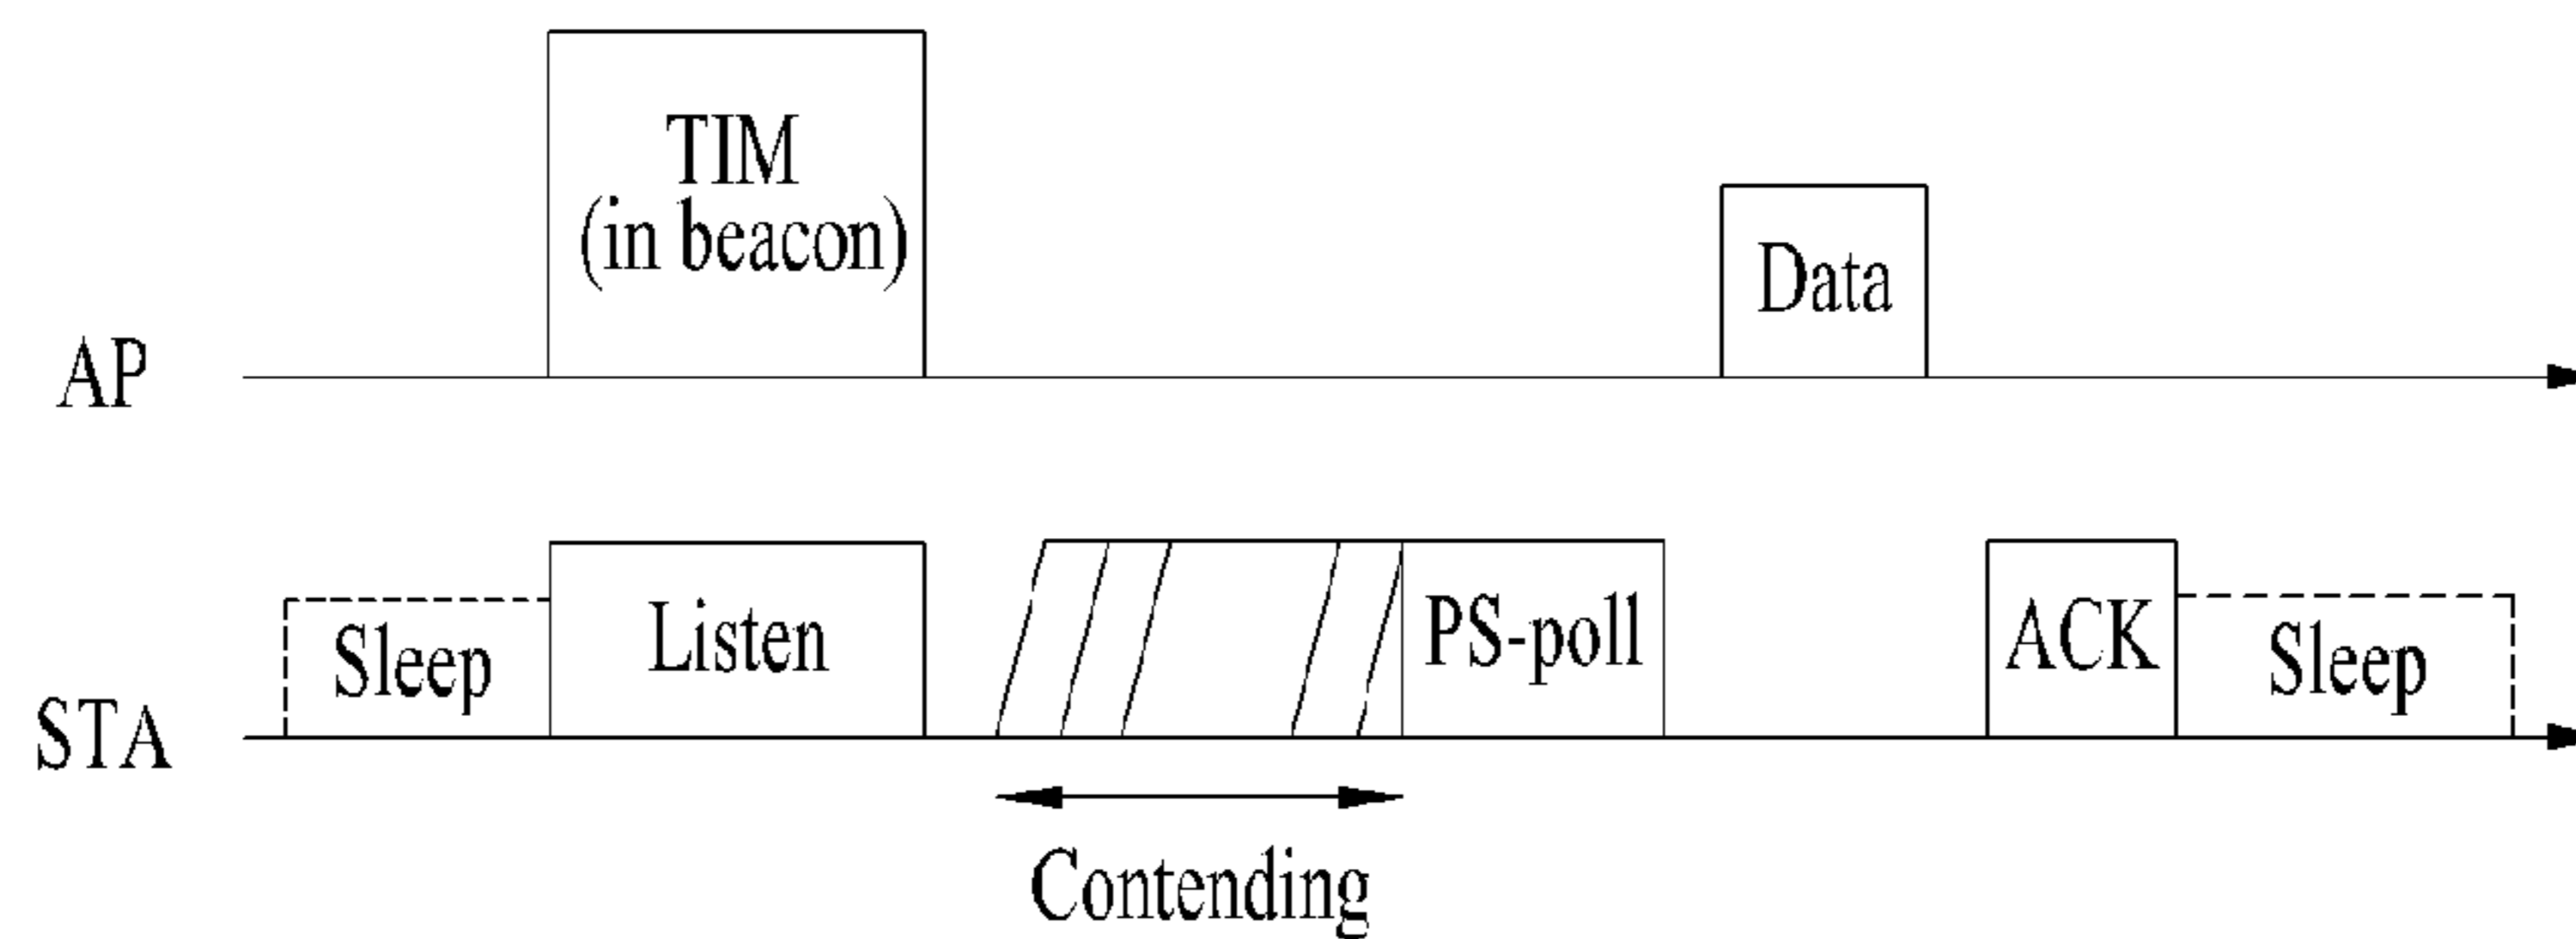 TIM
(in beacon)
Data
AP
Sleep
Listen
PS-poll
ACK
Sleep
STA
Contending